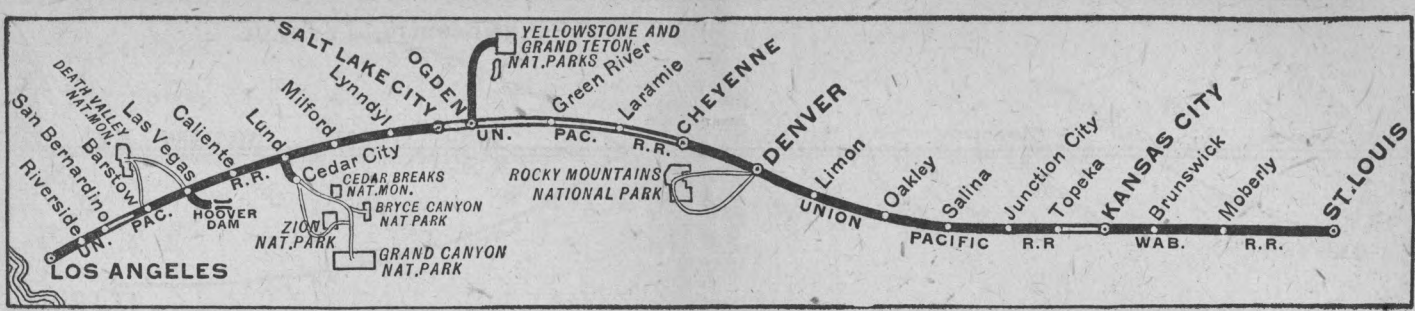 DEATH VALLEY
NAT. MON.
San Bernardino
Riverside
Barstow
Las Vegas
Caliente
Lund
Milford
Lynndyl
SALT LAKE CITY
OGDEN
YELLOWSTONE AND
GRAND TETON
NAT. PARKS
Green River
Laramie
CHEYENNE
DENVER
Limon
Oakley
Salina
Junction City
Topeka
KANSAS CITY
Brunswick
Moberly
ST. LOUIS
LOS ANGELES
UN. PAC. R.R.
HOOVER
DAM
Cedar City
CEDAR BREAKS
NAT. MON.
BRYCE CANYON
NAT PARK
ZION
NAT. PARK
GRAND CANYON
NAT. PARK
UN. PAC. R.R.
ROCKY MOUNTAINS
NATIONAL PARK
UNION PACIFIC R.R
WAB. R.R.